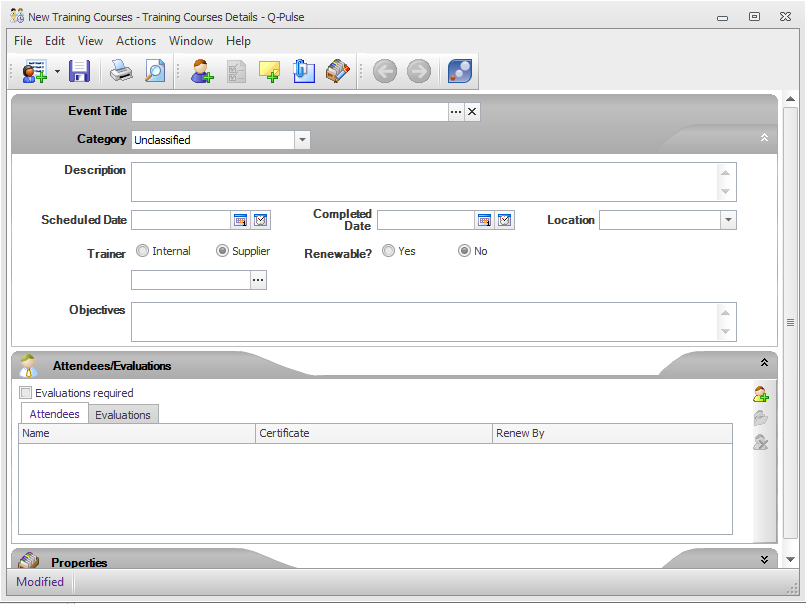 New Training Courses - Training Courses Details - Q-Pulse
File Edit View Actions Window Help
Event Title
Category Unclassified
Description
Scheduled Date Completed Date Location
Trainer Internal Supplier Renewable? Yes No
Objectives
Attendees/Evaluations
Evaluations required
Attendees Evaluations
Name Certificate Renew By
Properties
Modified